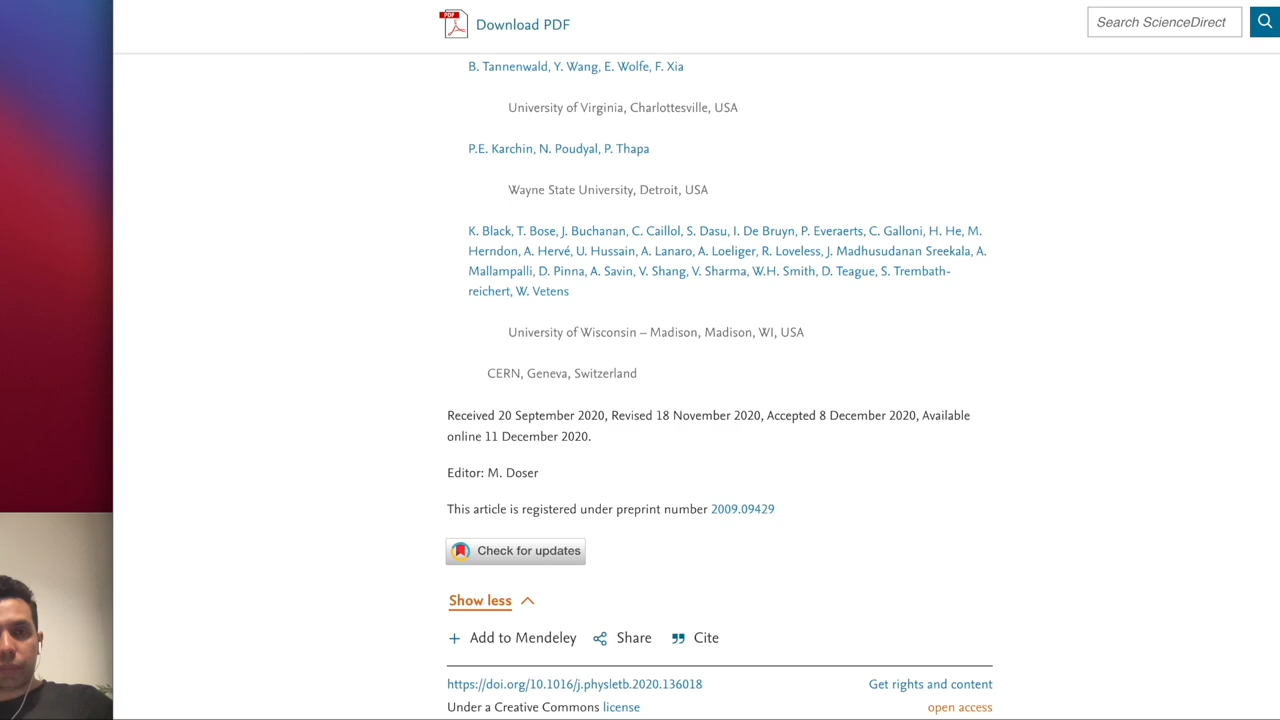 Download PDF
Search ScienceDirect
B. Tannenwald, Y. Wang, E. Wolfe, F. Xia
University of Virginia, Charlottesville, USA
P.E. Karchin, N. Poudyal, P. Thapa
Wayne State University, Detroit, USA
K. Black, T. Bose, J. Buchanan, C. Caillol, S. Dasu, I. De Bruyn, P. Everaerts, C. Galloni, H. He, M.
Herndon, A. Hervé, U. Hussain, A. Lanaro, A. Loeliger, R. Loveless, J. Madhusudanan Sreekala, A.
Mallampalli, D. Pinna, A. Savin, V. Shang, V. Sharma, W.H. Smith, D. Teague, S. Trembath-
reichert, W. Vetens
University of Wisconsin – Madison, Madison, WI, USA
CERN, Geneva, Switzerland
Received 20 September 2020, Revised 18 November 2020, Accepted 8 December 2020, Available
online 11 December 2020.
Editor: M. Doser
This article is registered under preprint number 2009.09429
Check for updates
Show less
Add to Mendeley Share Cite
https://doi.org/10.1016/j.physletb.2020.136018 Get rights and content
Under a Creative Commons license open access